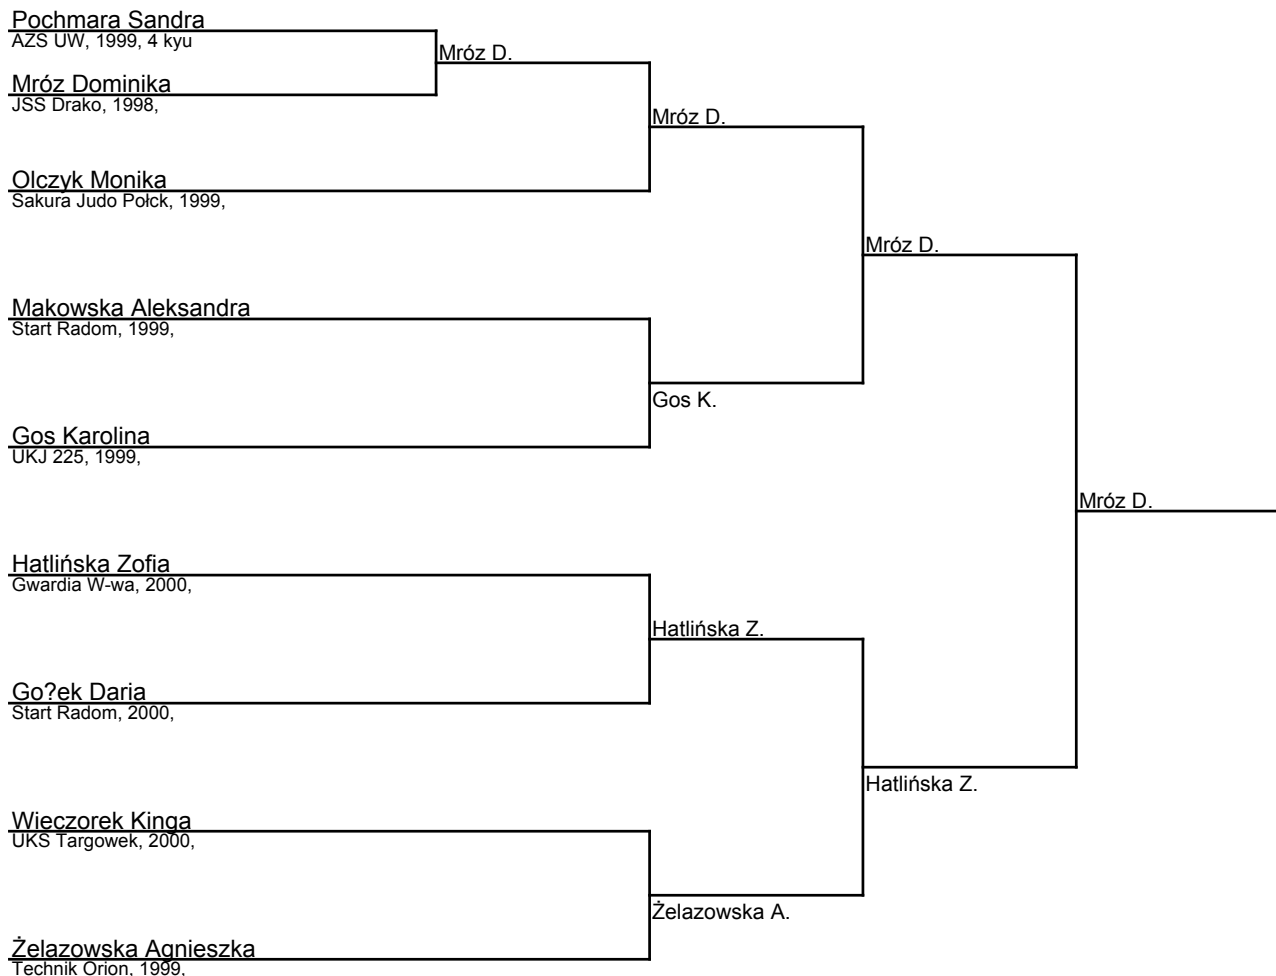 Pochmara Sandra
AZS UW, 1999, 4 kyu
Mróz D.
Mróz Dominika
JSS Drako, 1998,
Mróz D.
Olczyk Monika
Sakura Judo Połck, 1999,
Mróz D.
Makowska Aleksandra
Start Radom, 1999,
Gos K.
Gos Karolina
UKJ 225, 1999,
Mróz D.
Hatlińska Zofia
Gwardia W-wa, 2000,
Hatlińska Z.
Go?ek Daria
Start Radom, 2000,
Hatlińska Z.
Wieczorek Kinga
UKS Targowek, 2000,
Żelazowska A.
Żelazowska Agnieszka
Technik Orion, 1999,